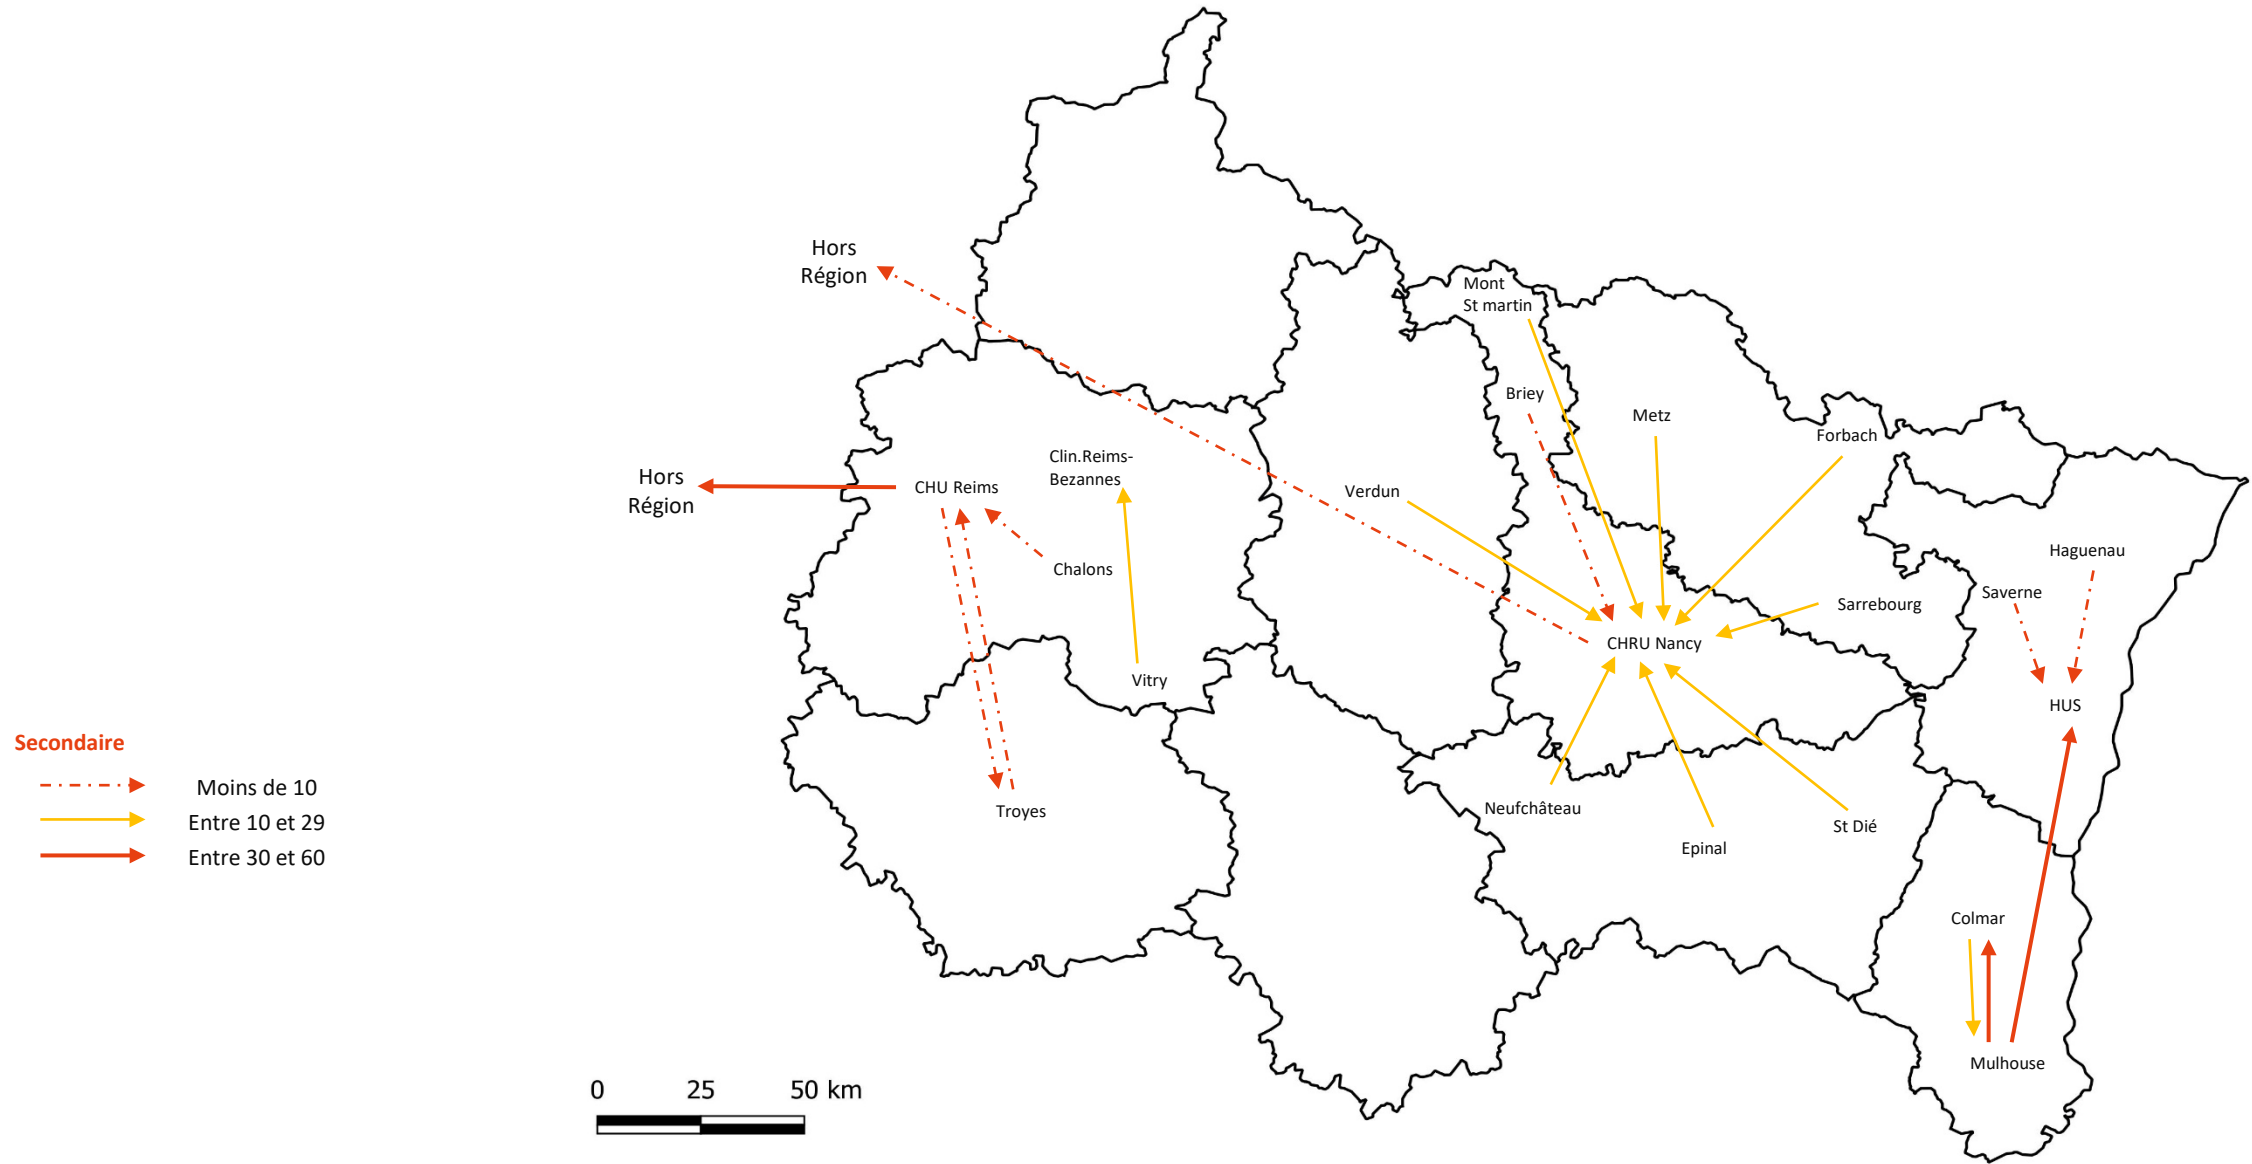 Hors
Région
Mont
St martin
Briey
Metz
Forbach
Clin.Reims-
Bezannes
Hors
Région
CHU Reims
Verdun
Haguenau
Chalons
Saverne
Sarrebourg
CHRU Nancy
Vitry
HUS
Secondaire
Moins de 10
Entre 10 et 29
Entre 30 et 60
Troyes
Neufchâteau
St Dié
Epinal
Colmar
Mulhouse
0 25 50 km